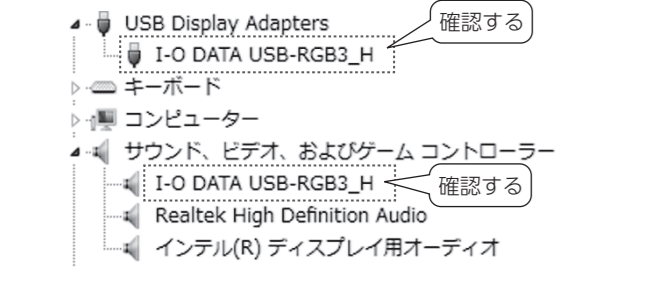 USB Display Adapters
確認する
I-O DATA USB-RGB3_H
キーボード
コンピューター
サウンド、ビデオ、およびゲーム コントローラー
I-O DATA USB-RGB3_H
確認する
Realtek High Definition Audio
インテル(R) ディスプレイ用オーディオ